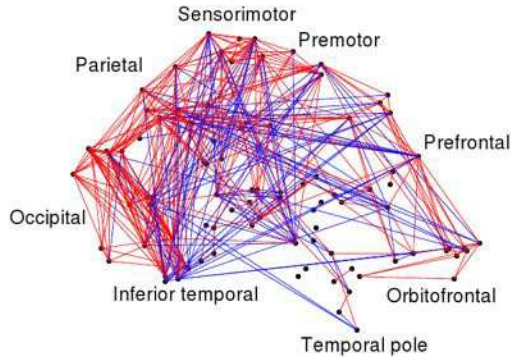 Sensorimotor
Premotor
Parietal
Prefrontal
Occipital
Inferior temporal
Orbitofrontal
Temporal pole